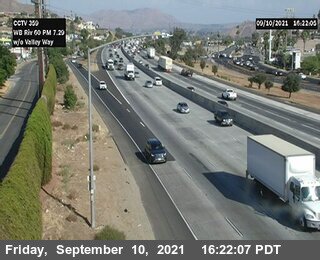 CCTV 359
WB Riv 60 PM 7.29
w/o Valley Way
09/10/2021 16:22:05
Friday, September 10, 2021 16:22:07 PDT